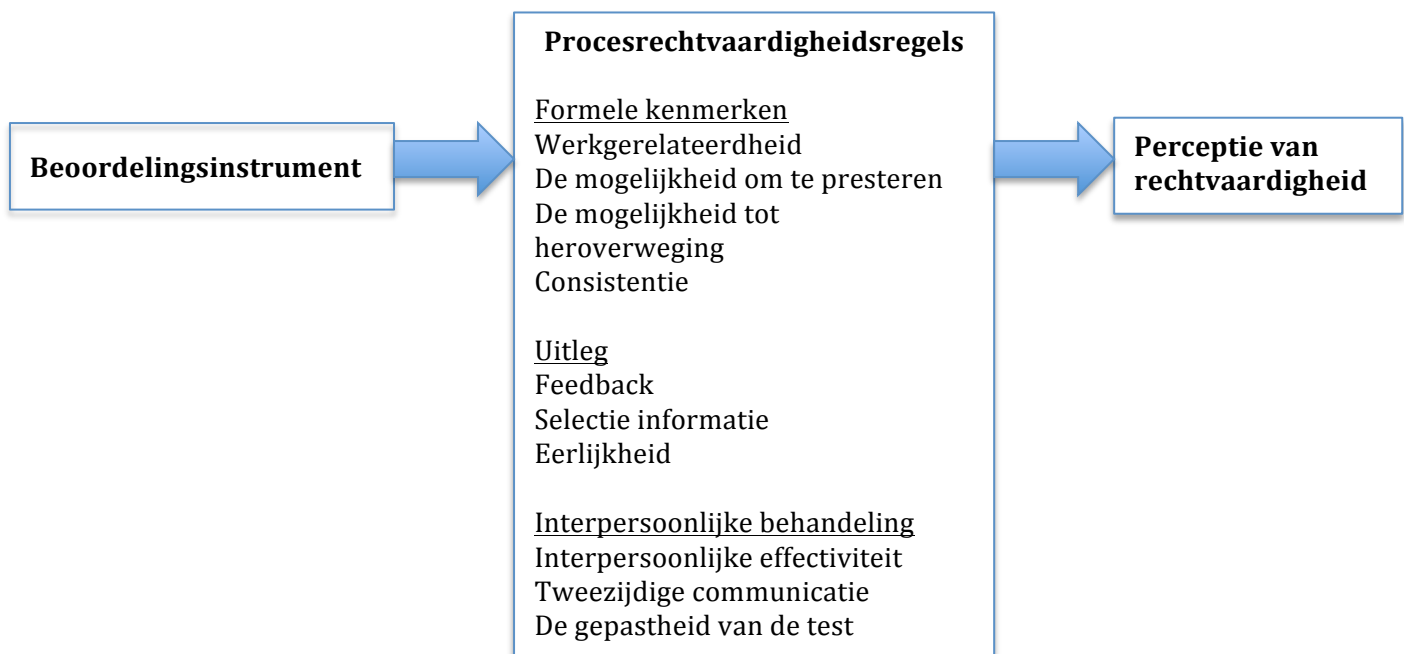 Beoordelingsinstrument
Procesrechtvaardigheidsregels
Formele kenmerken
Werkgerelateerdheid
De mogelijkheid om te presteren
De mogelijkheid tot
heroverweging
Consistentie
Uitleg
Feedback
Selectie informatie
Eerlijkheid
Interpersoonlijke behandeling
Interpersoonlijke effectiviteit
Tweezijdige communicatie
De gepastheid van de test
Perceptie van
rechtvaardigheid